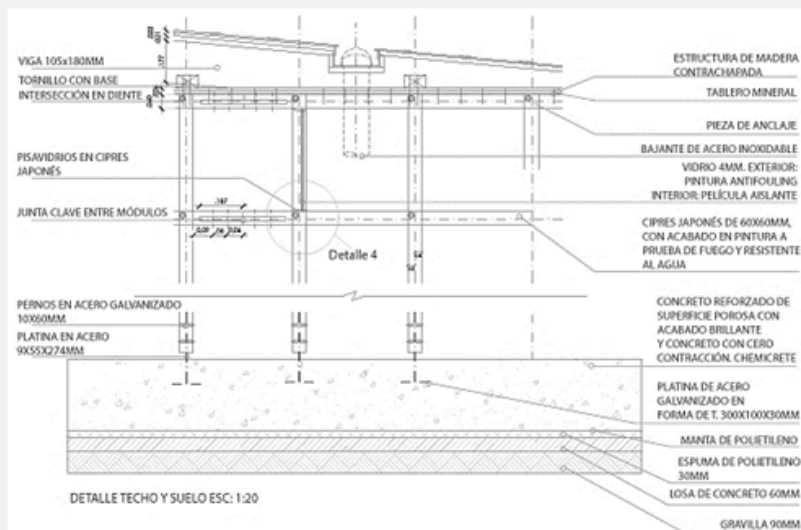 VIGA 105x180MM
TORNILLO CON BASE
INTERSECCIÓN EN DIENTE
PISAVIDRIOS EN CIPRES
JAPONÉS
JUNTA CLAVE ENTRE MÓDULOS
PERNOS EN ACERO GALVANIZADO
10X60MM
PLATINA EN ACERO
9X55X274MM
.187
Detalle 4
ESTRUCTURA DE MADERA
CONTRACHAPADA
TABLERO MINERAL
PIEZA DE ANCLAJE
BAJANTE DE ACERO INOXIDABLE
VIDRIO 4MM. EXTERIOR:
PINTURA ANTIFOULING
INTERIOR: PELÍCULA AISLANTE
CIPRES JAPONÉS DE 60X60MM,
CON ACABADO EN PINTURA A
PRUEBA DE FUEGO Y RESISTENTE
AL AGUA
CONCRETO REFORZADO DE
SUPERFICIE POROSA CON
ACABADO BRILLANTE
Y CONCRETO CON CERO
CONTRACCIÓN. CHEMICRETE
PLATINA DE ACERO
GALVANIZADO EN
FORMA DE T. 300X100X30MM
MANTA DE POLIETILENO
ESPUMA DE POLIETILENO
30MM
LOSA DE CONCRETO 60MM
GRAVILLA 90MM
DETALLE TECHO Y SUELO ESC: 1:20